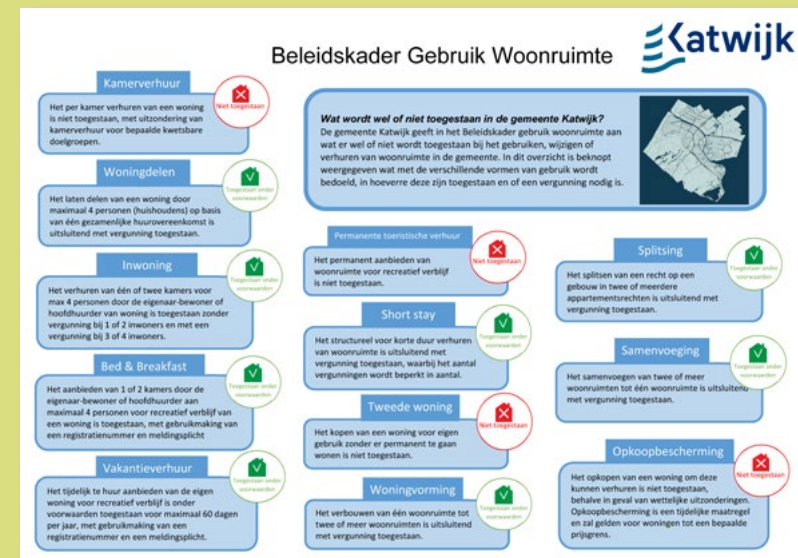 Beleidskader Gebruik Woonruimte
Katwijk
Kamerverhuur
Niet toegestaan
Het per kamer verhuren van een woning
is niet toegestaan, met uitzondering van
kamerverhuur voor bepaalde kwetsbare
doelgroepen.
Woningdelen
Toegestaan onder
voorwaarden
Het laten delen van een woning door
maximaal 4 personen (huishoudens) op basis
van één gezamenlijke huurovereenkomst is
uitsluitend met vergunning toegestaan.
Inwoning
Toegestaan onder
voorwaarden
Het verhuren van één of twee kamers voor
max 4 personen door de eigenaar-bewoner of
hoofdhuurder van woning is toegestaan zonder
vergunning bij 1 of 2 inwoners en met een
vergunning bij 3 of 4 inwoners.
Bed & Breakfast
Toegestaan onder
voorwaarden
Het aanbieden van 1 of 2 kamers door de
eigenaar-bewoner of hoofdhuurder aan
maximaal 4 personen voor recreatief verblijf van
een woning is toegestaan, met gebruikmaking van
een registratienummer en meldingsplicht
Vakantieverhuur
Toegestaan onder
voorwaarden
Het tijdelijk te huur aanbieden van de eigen
woning voor recreatief verblijf is onder
voorwaarden toegestaan voor maximaal 60 dagen
per jaar, met gebruikmaking van een
registratienummer en een meldingsplicht.
Wat wordt wel of niet toegestaan in de gemeente Katwijk?
De gemeente Katwijk geeft in het Beleidskader gebruik woonruimte aan
wat er wel of niet wordt toegestaan bij het gebruiken, wijzigen of
verhuren van woonruimte in de gemeente. In dit overzicht is beknopt
weergegeven wat met de verschillende vormen van gebruik wordt
bedoeld, in hoeverre deze zijn toegestaan en of een vergunning nodig is.
Permanente toeristische verhuur
Niet toegestaan
Het permanent aanbieden van
woonruimte voor recreatief verblijf
is niet toegestaan.
Short stay
Toegestaan onder
voorwaarden
Het structureel voor korte duur verhuren
van woonruimte is uitsluitend met
vergunning toegestaan, waarbij het aantal
vergunningen wordt beperkt in aantal.
Tweede woning
Niet toegestaan
Het kopen van een woning voor eigen
gebruik zonder er permanent te gaan
wonen is niet toegestaan.
Woningvorming
Toegestaan onder
voorwaarden
Het verbouwen van één woonruimte tot
twee of meer woonruimten is uitsluitend
met vergunning toegestaan.
Splitsing
Toegestaan onder
voorwaarden
Het splitsen van een recht op een
gebouw in twee of meerdere
appartementsrechten is uitsluitend met
vergunning toegestaan.
Samenvoeging
Toegestaan onder
voorwaarden
Het samenvoegen van twee of meer
woonruimten tot één woonruimte is uitsluitend
met vergunning toegestaan.
Opkoopbescherming
Niet toegestaan
Het opkopen van een woning om deze
kunnen verhuren is niet toegestaan,
behalve in geval van wettelijke uitzonderingen.
Opkoopbescherming is een tijdelijke maatregel
en zal gelden voor woningen tot een bepaalde
prijsgrens.